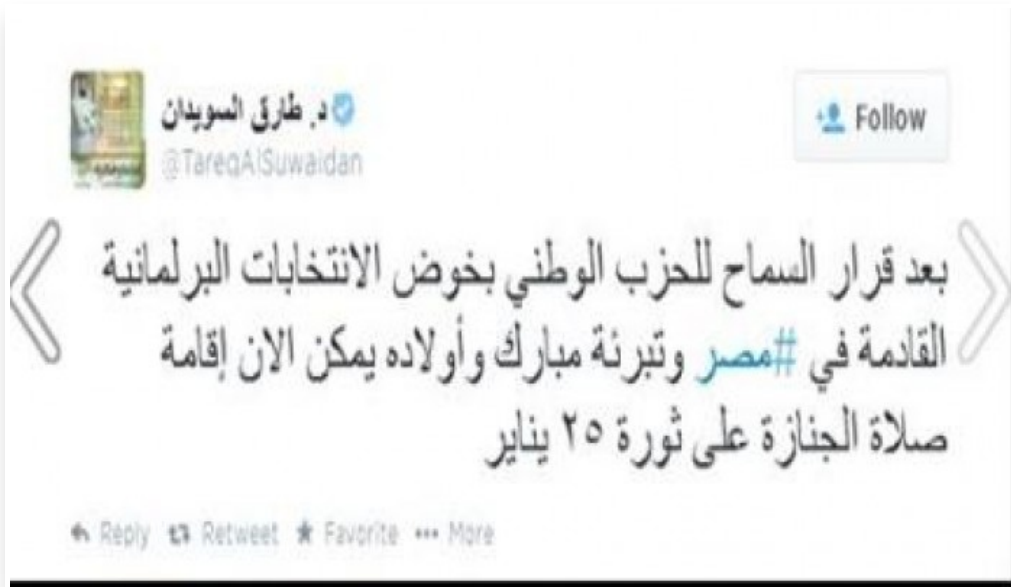 د. طارق السويدان
@TareqAlSuwaidan
Follow
بعد قرار السماح للحزب الوطني بخوض الانتخابات البرلمانية
القادمة في #مصر وتبرئة مبارك وأولاده يمكن الان إقامة
صلاة الجنازة على ثورة ٢٥ يناير
Reply Retweet Favorite More